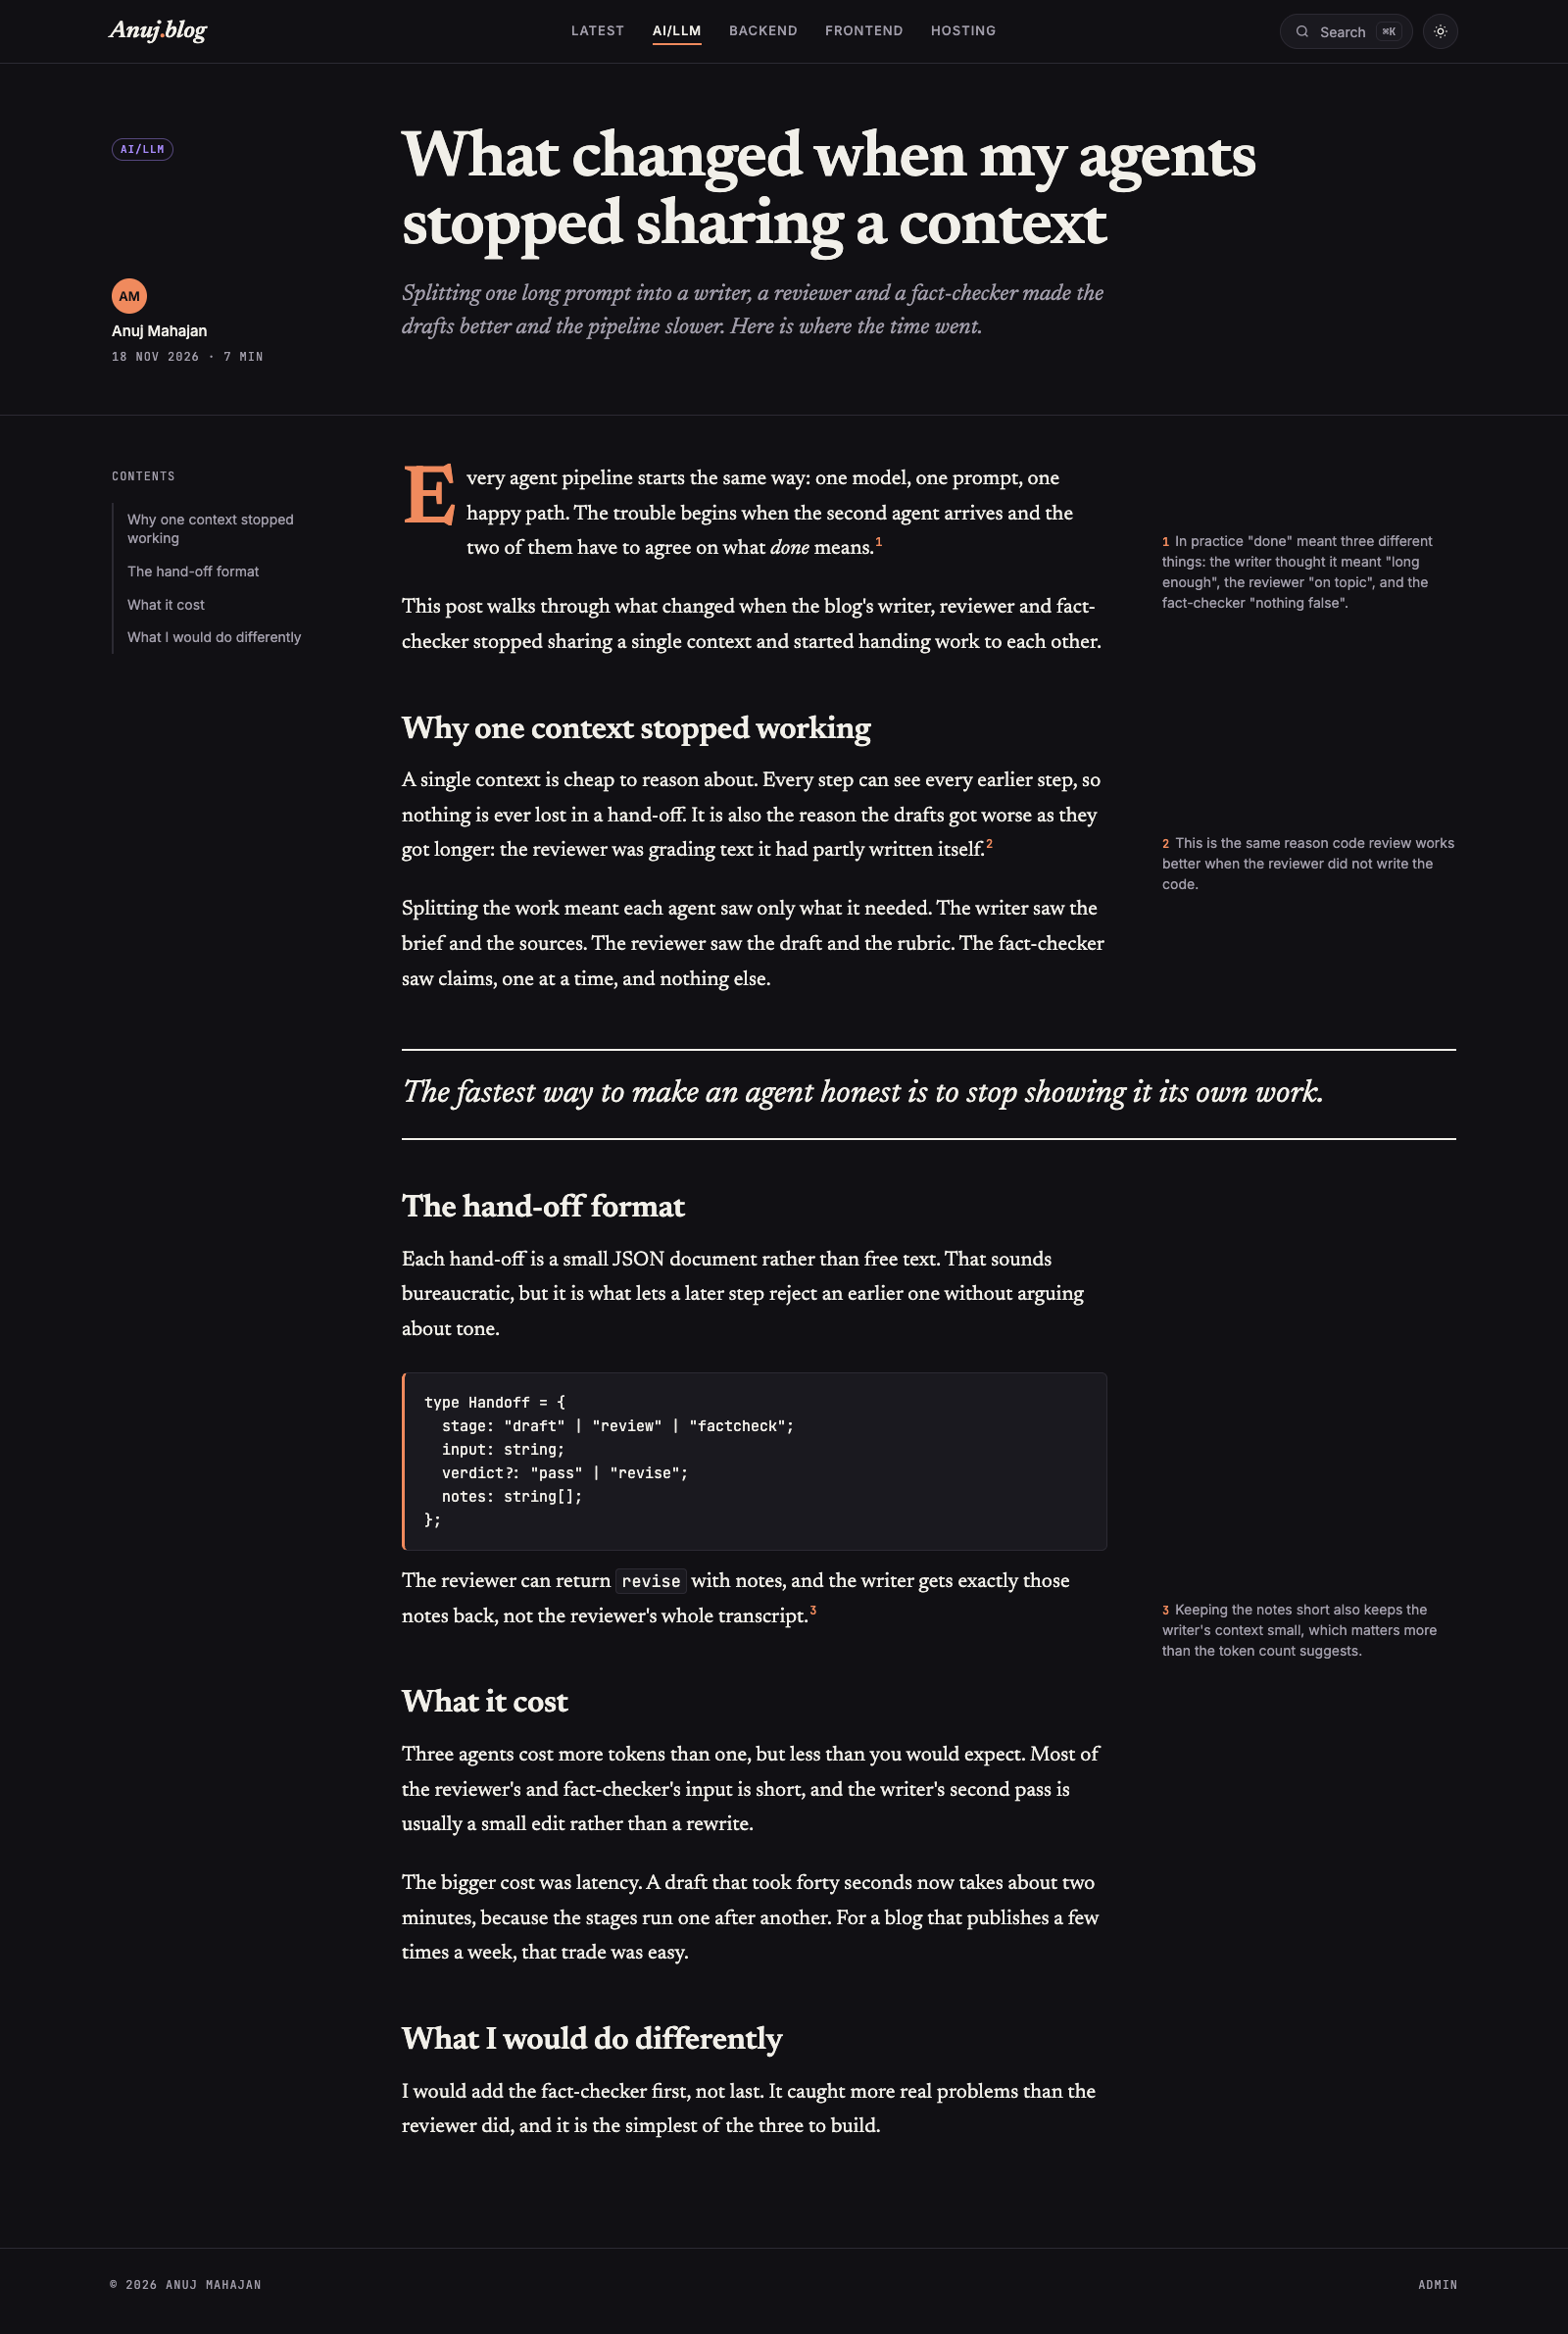 Anuj.blog
LATEST
AI/LLM
BACKEND
FRONTEND
HOSTING
Search ⌘K
AI/LLM
What changed when my agents
stopped sharing a context
Splitting one long prompt into a writer, a reviewer and a fact-checker made the
drafts better and the pipeline slower. Here is where the time went.
AM
Anuj Mahajan
18 NOV 2026 · 7 MIN
CONTENTS
Why one context stopped
working
The hand-off format
What it cost
What I would do differently
Every agent pipeline starts the same way: one model, one prompt, one
happy path. The trouble begins when the second agent arrives and the
two of them have to agree on what done means.1
1 In practice "done" meant three different
things: the writer thought it meant "long
enough", the reviewer "on topic", and the
fact-checker "nothing false".
This post walks through what changed when the blog's writer, reviewer and fact-
checker stopped sharing a single context and started handing work to each other.
Why one context stopped working
A single context is cheap to reason about. Every step can see every earlier step, so
nothing is ever lost in a hand-off. It is also the reason the drafts got worse as they
got longer: the reviewer was grading text it had partly written itself.2
2 This is the same reason code review works
better when the reviewer did not write the
code.
Splitting the work meant each agent saw only what it needed. The writer saw the
brief and the sources. The reviewer saw the draft and the rubric. The fact-checker
saw claims, one at a time, and nothing else.
The fastest way to make an agent honest is to stop showing it its own work.
The hand-off format
Each hand-off is a small JSON document rather than free text. That sounds
bureaucratic, but it is what lets a later step reject an earlier one without arguing
about tone.
type Handoff = {
  stage: "draft" | "review" | "factcheck";
  input: string;
  verdict?: "pass" | "revise";
  notes: string[];
};
The reviewer can return revise with notes, and the writer gets exactly those
notes back, not the reviewer's whole transcript.3
3 Keeping the notes short also keeps the
writer's context small, which matters more
than the token count suggests.
What it cost
Three agents cost more tokens than one, but less than you would expect. Most of
the reviewer's and fact-checker's input is short, and the writer's second pass is
usually a small edit rather than a rewrite.
The bigger cost was latency. A draft that took forty seconds now takes about two
minutes, because the stages run one after another. For a blog that publishes a few
times a week, that trade was easy.
What I would do differently
I would add the fact-checker first, not last. It caught more real problems than the
reviewer did, and it is the simplest of the three to build.
© 2026 ANUJ MAHAJAN
ADMIN